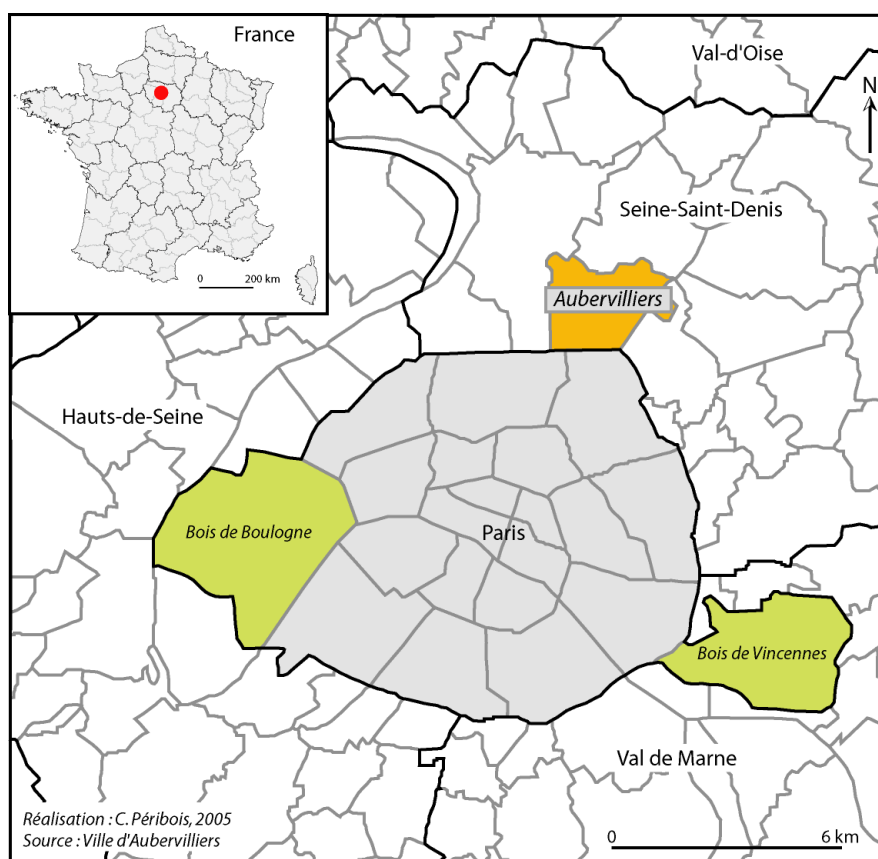 France
0 200 km
Val-d'Oise
N
Seine-Saint-Denis
Aubervilliers
Hauts-de-Seine
Bois de Boulogne
Paris
Bois de Vincennes
Val de Marne
Réalisation : C. Péribois, 2005
Source : Ville d'Aubervilliers
0 6 km